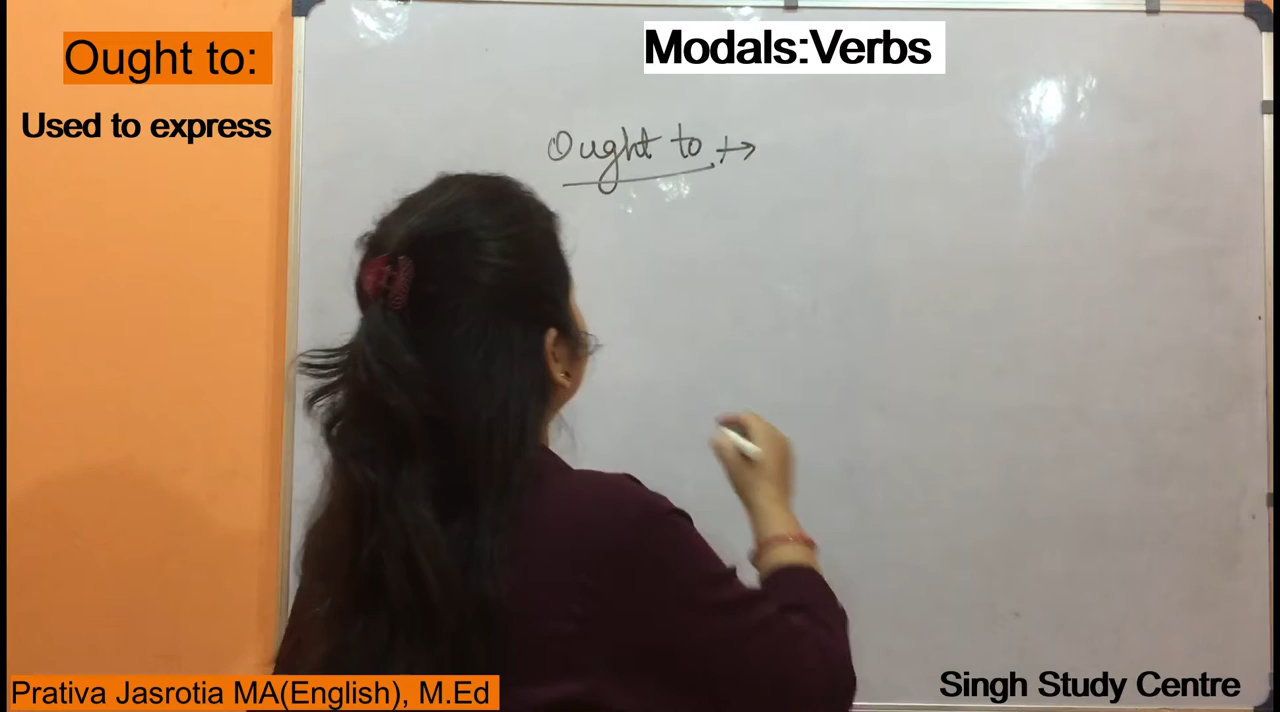 Ought to:
Modals:Verbs
Used to express
Ought to →
Prativa Jasrotia MA(English), M.Ed
Singh Study Centre